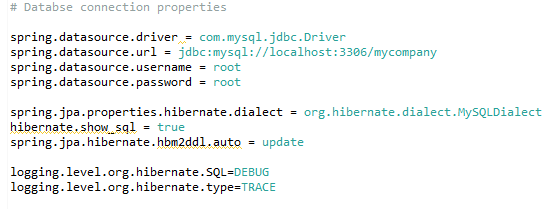 # Databse connection properties
spring.datasource.driver = com.mysql.jdbc.Driver
spring.datasource.url = jdbc:mysql://localhost:3306/mycompany
spring.datasource.username = root
spring.datasource.password = root
spring.jpa.properties.hibernate.dialect = org.hibernate.dialect.MySQLDialect
hibernate.show_sql = true
spring.jpa.hibernate.hbm2ddl.auto = update
logging.level.org.hibernate.SQL=DEBUG
logging.level.org.hibernate.type=TRACE